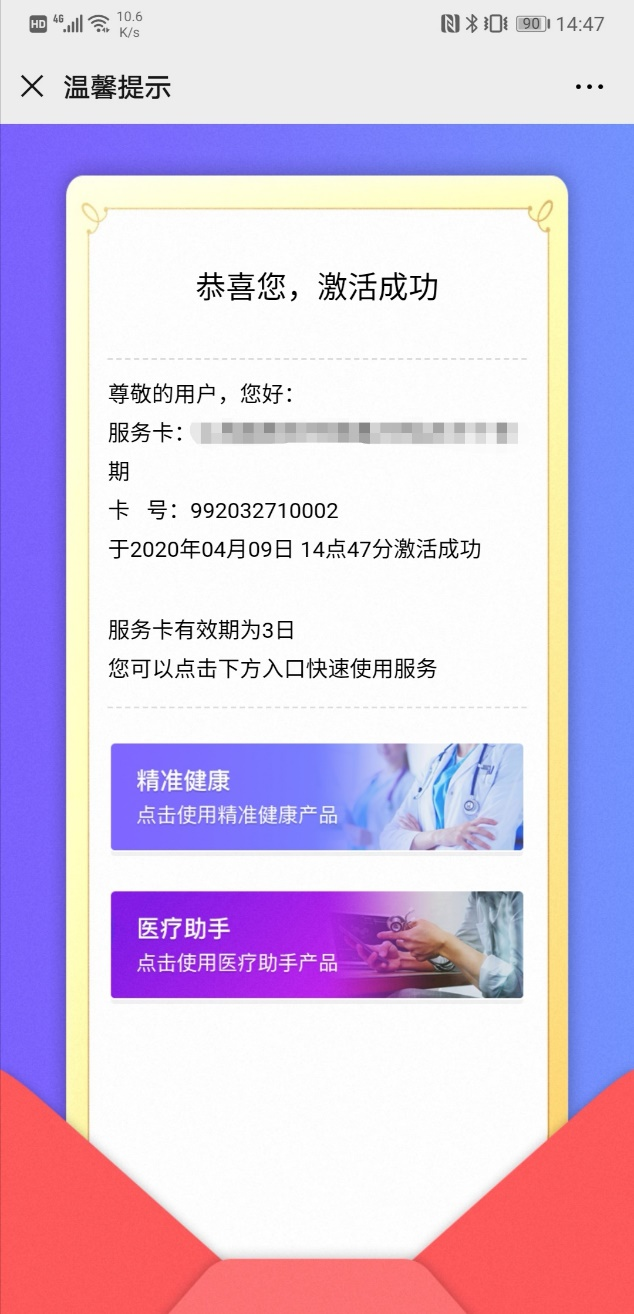 HD 4G 10.6 K/s 90 14:47
温馨提示
恭喜您，激活成功
尊敬的用户，您好：
服务卡：
期
卡 号：992032710002
于2020年04月09日 14点47分激活成功
服务卡有效期为3日
您可以点击下方入口快速使用服务
精准健康
点击使用精准健康产品
医疗助手
点击使用医疗助手产品